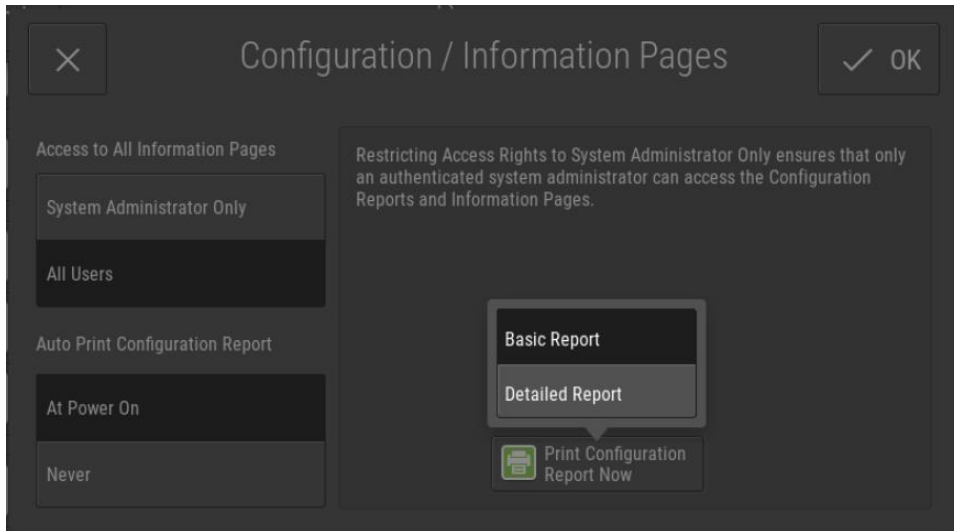 Configuration / Information Pages
OK
Access to All Information Pages
System Administrator Only
All Users
Auto Print Configuration Report
At Power On
Never
Restricting Access Rights to System Administrator Only ensures that only
an authenticated system administrator can access the Configuration
Reports and Information Pages.
Basic Report
Detailed Report
Print Configuration
Report Now